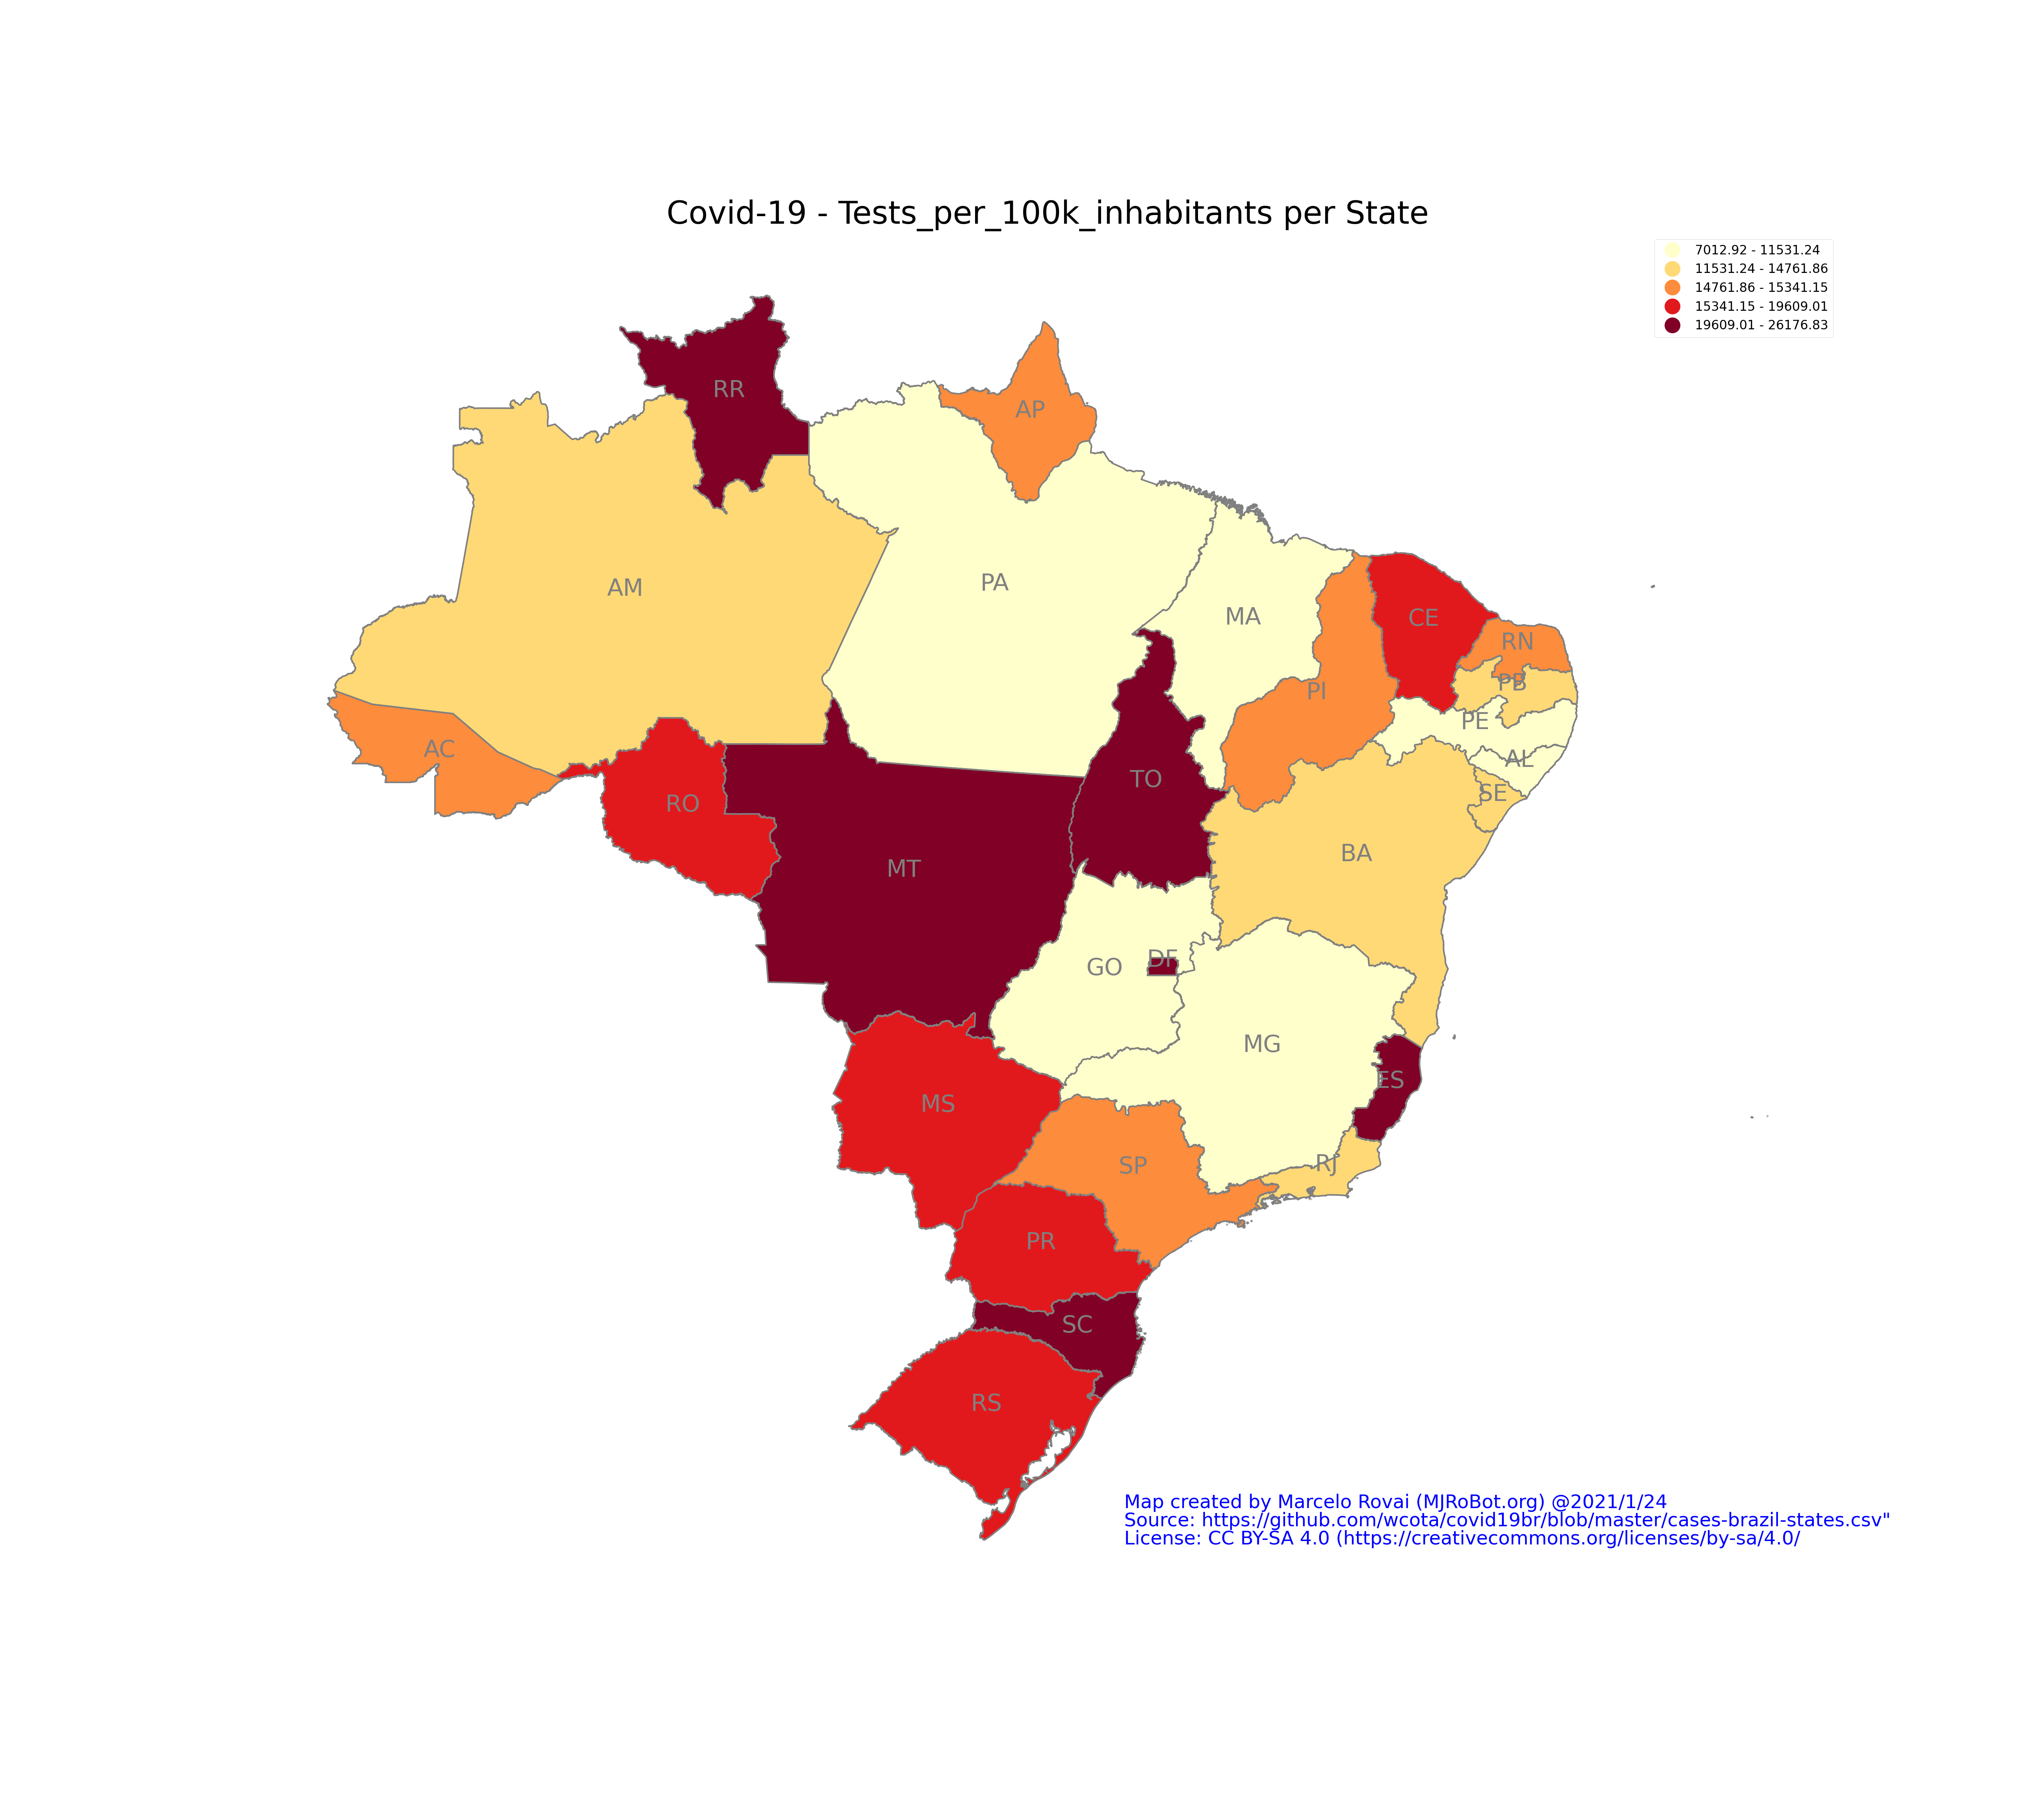 Covid-19 - Tests_per_100k_inhabitants per State
7012.92 - 11531.24
11531.24 - 14761.86
14761.86 - 15341.15
15341.15 - 19609.01
19609.01 - 26176.83
RR
AP
AM
PA
MA
CE
RN
PB
PI
PE
AC
AL
TO
SE
RO
BA
MT
DF
GO
MG
ES
MS
RJ
SP
PR
SC
RS
Map created by Marcelo Rovai (MJRoBot.org) @2021/1/24
Source: https://github.com/wcota/covid19br/blob/master/cases-brazil-states.csv"
License: CC BY-SA 4.0 (https://creativecommons.org/licenses/by-sa/4.0/